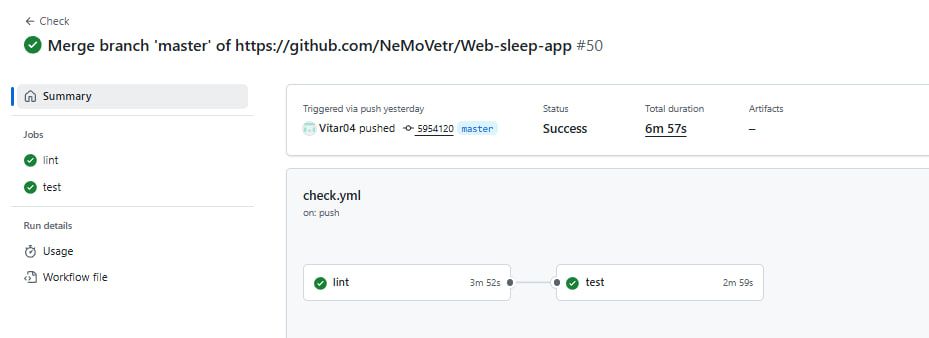 ← Check
Merge branch 'master' of https://github.com/NeMoVetr/Web-sleep-app #50
Summary
Jobs
lint
test
Run details
Usage
Workflow file
Triggered via push yesterday
Vitar04 pushed 5954120 master
Status
Success
Total duration
6m 57s
Artifacts
–
check.yml
on: push
lint 3m 52s
test 2m 59s